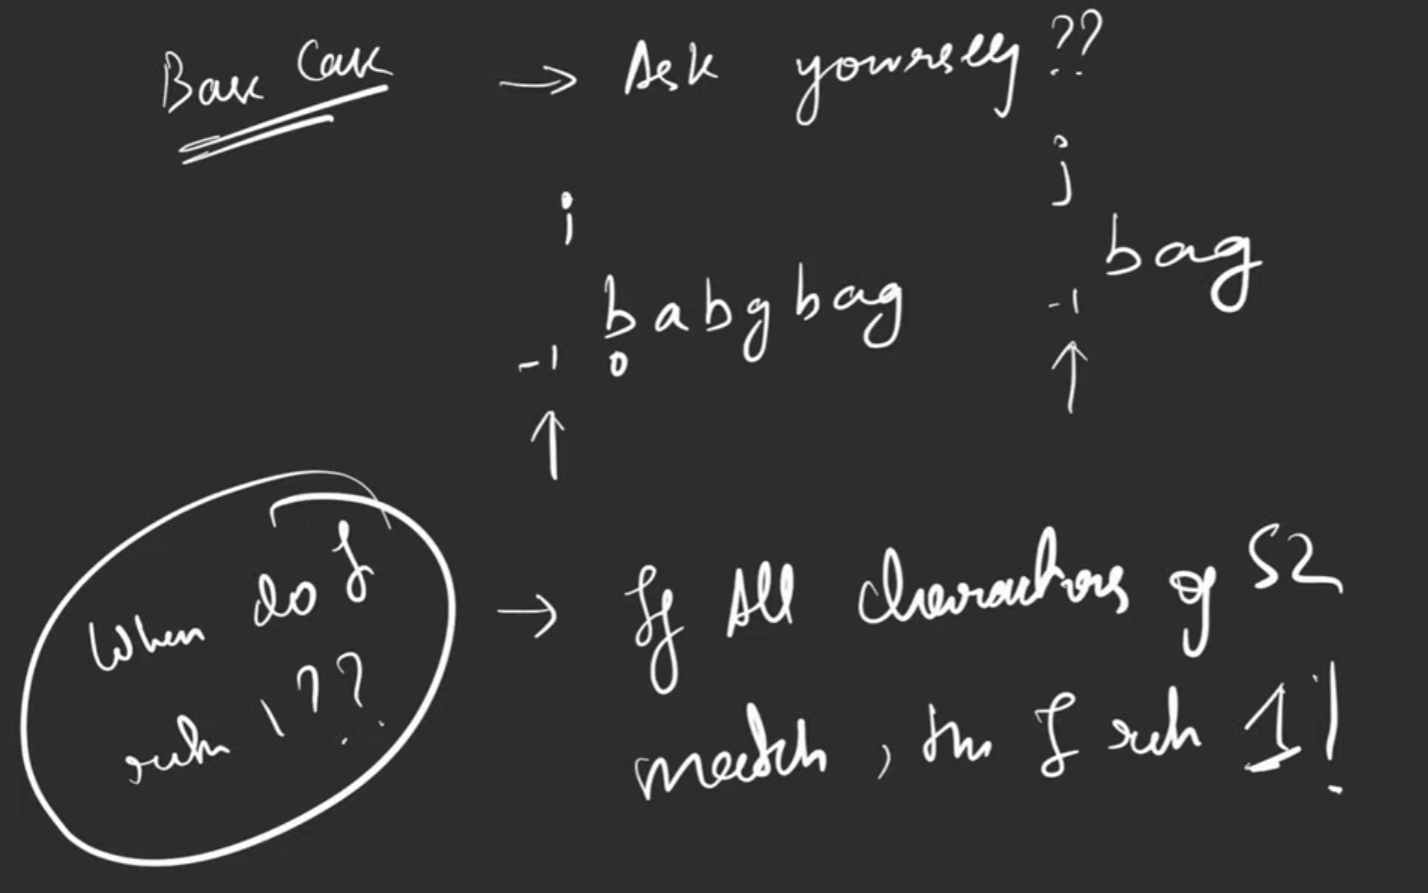 Base Case → Ask yourself ??
i j
babgbag bag
-1 0 -1
↑ ↑
When do I
return 1 ??
→ If All characters of S2
match, then I return 1!